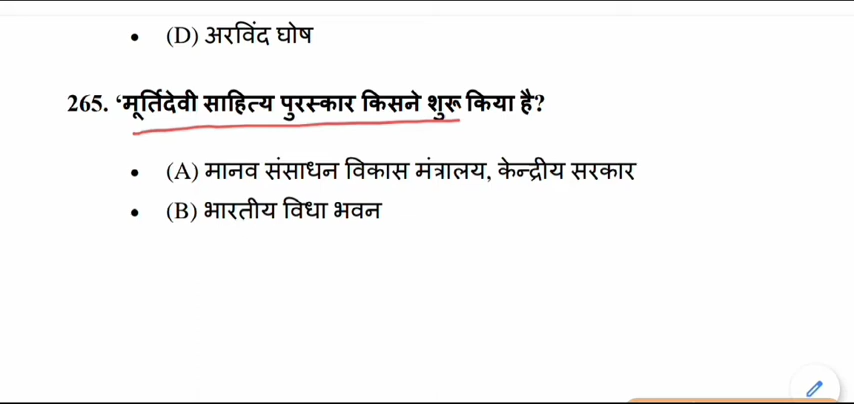 • (D) अरविंद घोष
265. ‘मूर्तिदेवी साहित्य पुरस्कार किसने शुरू किया है?
• (A) मानव संसाधन विकास मंत्रालय, केन्द्रीय सरकार
• (B) भारतीय विधा भवन